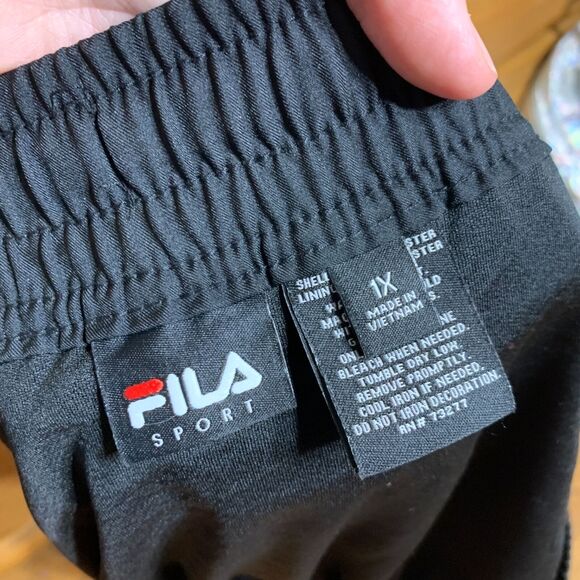 FILA
SPORT
1X
MADE IN
VIETNAM
SHELL
LINING
BLEACH WHEN NEEDED.
TUMBLE DRY LOW.
REMOVE PROMPTLY.
COOL IRON IF NEEDED.
DO NOT IRON DECORATION.
RN# 73277